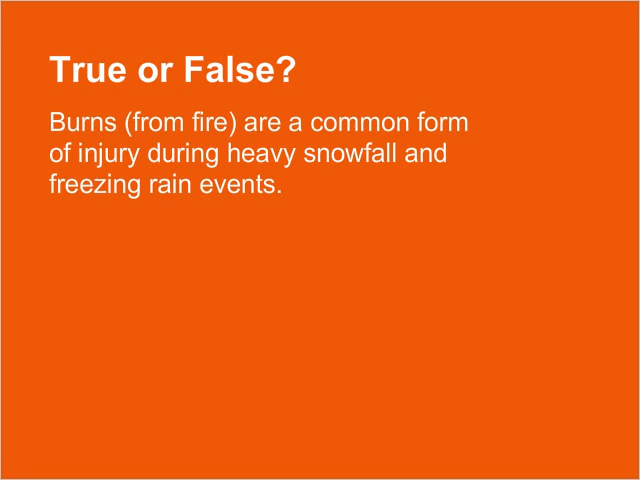 True or False?
Burns (from fire) are a common form
of injury during heavy snowfall and
freezing rain events.